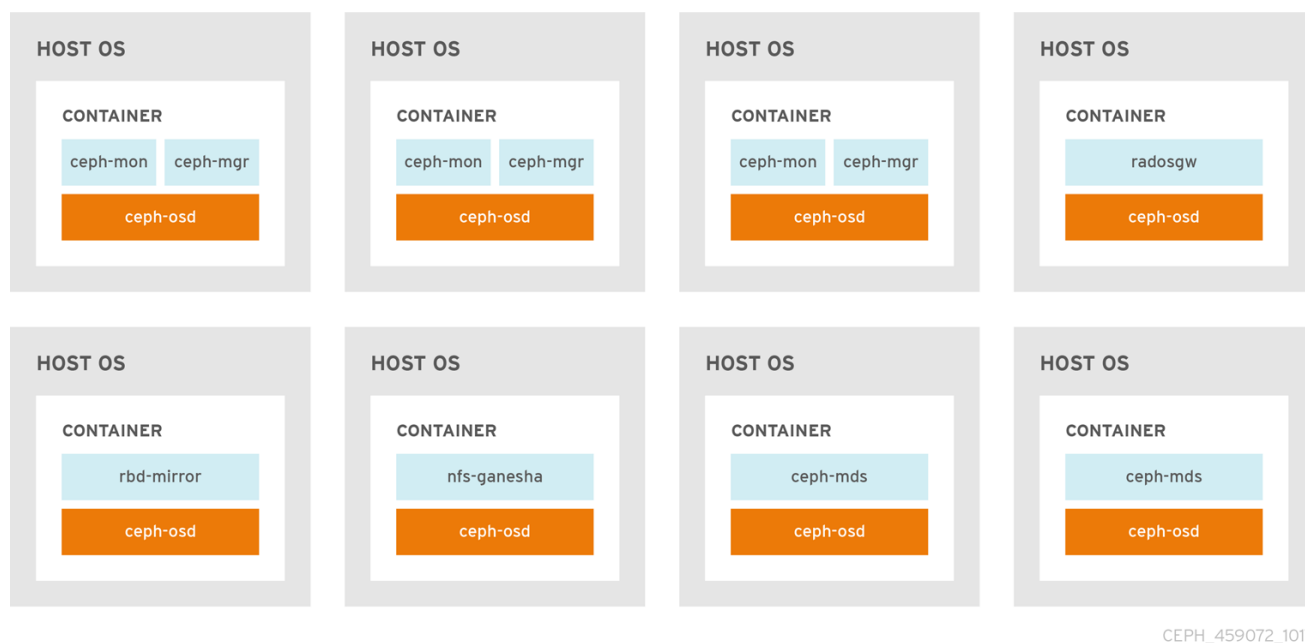 HOST OS HOST OS HOST OS HOST OS
CONTAINER CONTAINER CONTAINER CONTAINER
ceph-mon ceph-mgr ceph-mon ceph-mgr ceph-mon ceph-mgr radosgw
ceph-osd ceph-osd ceph-osd ceph-osd
HOST OS HOST OS HOST OS HOST OS
CONTAINER CONTAINER CONTAINER CONTAINER
rbd-mirror nfs-ganesha ceph-mds ceph-mds
ceph-osd ceph-osd ceph-osd ceph-osd
CEPH_459072_101